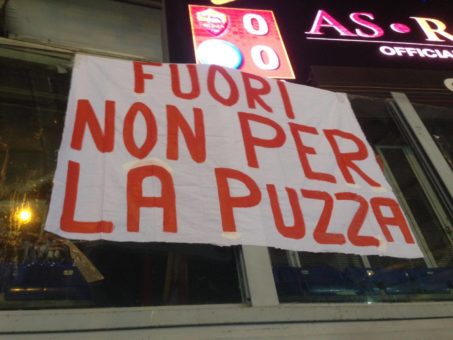 0
0
AS
OFFICIA
FUORI
NON PER
LA PUZZA